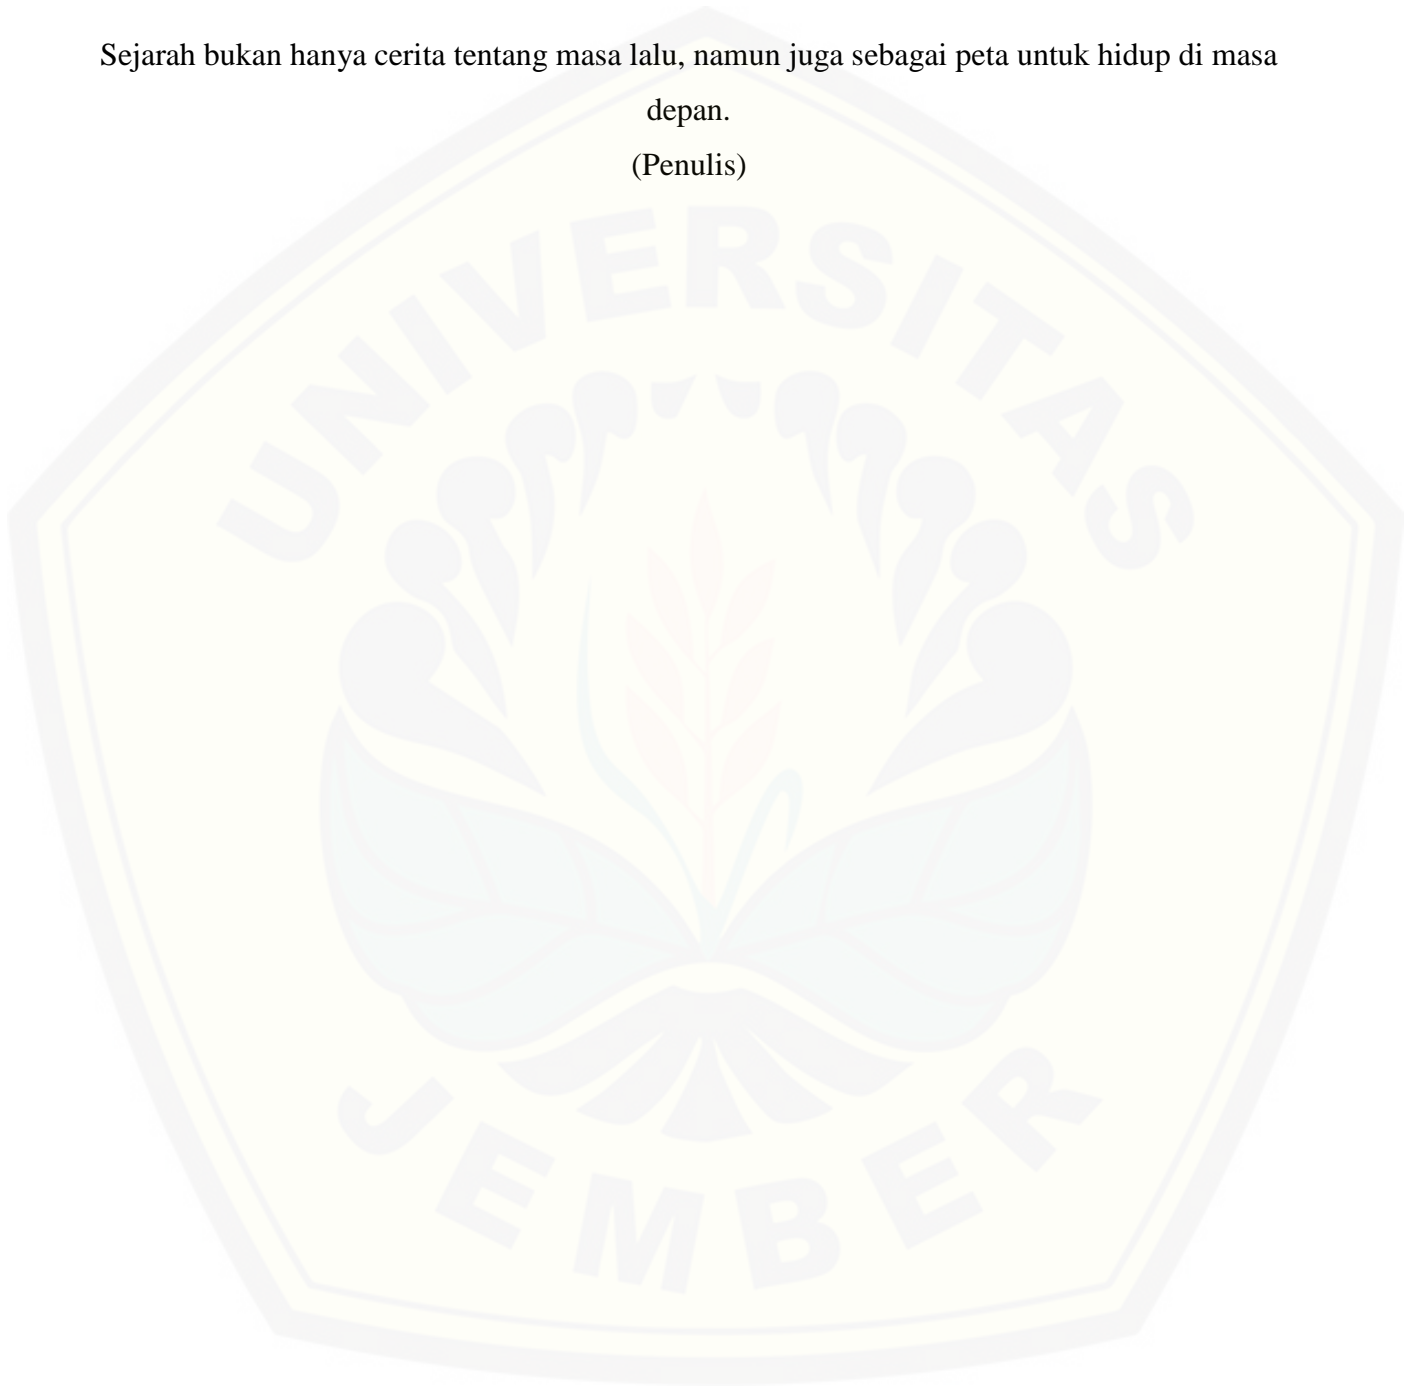 Sejarah bukan hanya cerita tentang masa lalu, namun juga sebagai peta untuk hidup di masa
depan.
(Penulis)
UNIVERSITAS
JEMBER